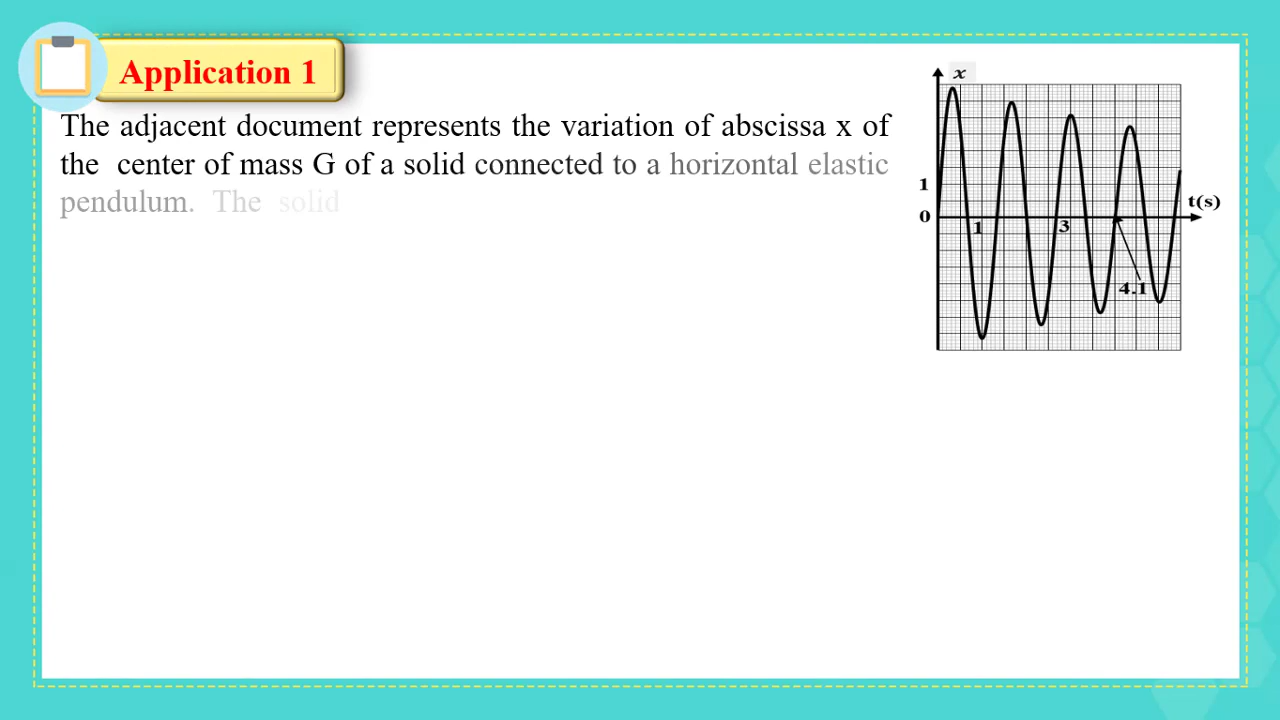 Application 1
The adjacent document represents the variation of abscissa x of
the center of mass G of a solid connected to a horizontal elastic
pendulum. The solid
x
1
0
t(s)
1
3
4.1